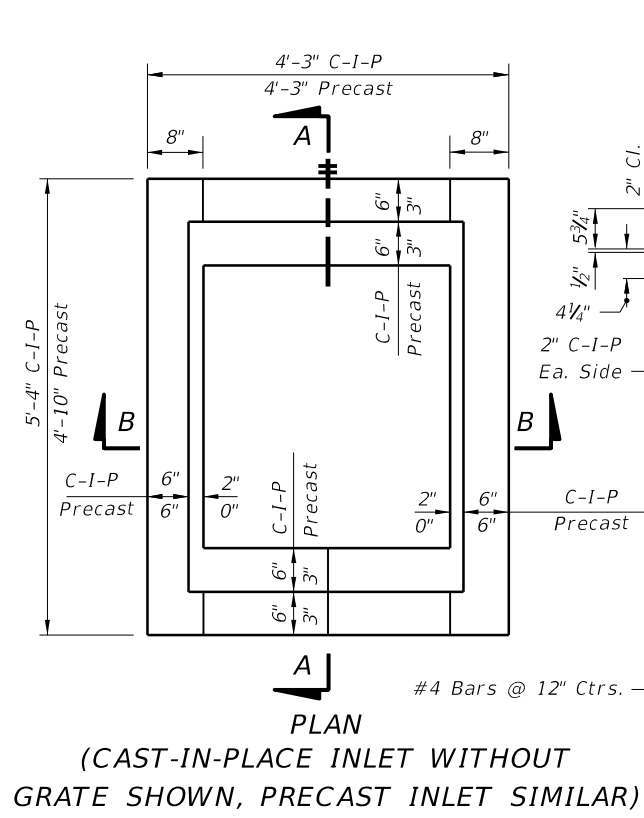 4'-3" C-I-P
4'-3" Precast
A
8"
8"
2" Cl.
6"
3"
6"
3"
5¾"
½"
4¼"
C-I-P
Precast
2" C-I-P
Ea. Side
5'-4" C-I-P
4'-10" Precast
B
B
C-I-P
Precast
6"
6"
2"
0"
C-I-P
Precast
2"
0"
6"
6"
C-I-P
Precast
6"
3"
6"
3"
A
#4 Bars @ 12" Ctrs.
PLAN
(CAST-IN-PLACE INLET WITHOUT
GRATE SHOWN, PRECAST INLET SIMILAR)